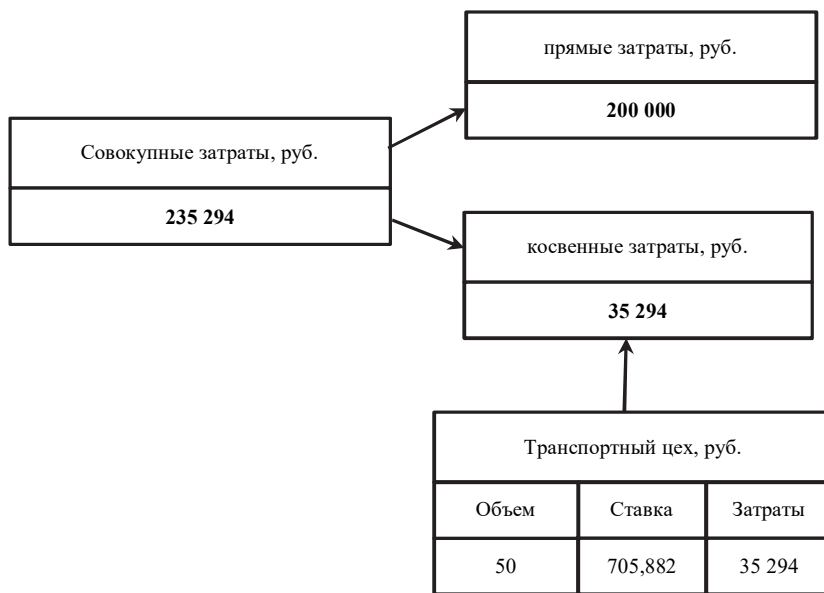 прямые затраты, руб.
200 000
Совокупные затраты, руб.
235 294
косвенные затраты, руб.
35 294
Транспортный цех, руб.
Объем Ставка Затраты
50 705,882 35 294